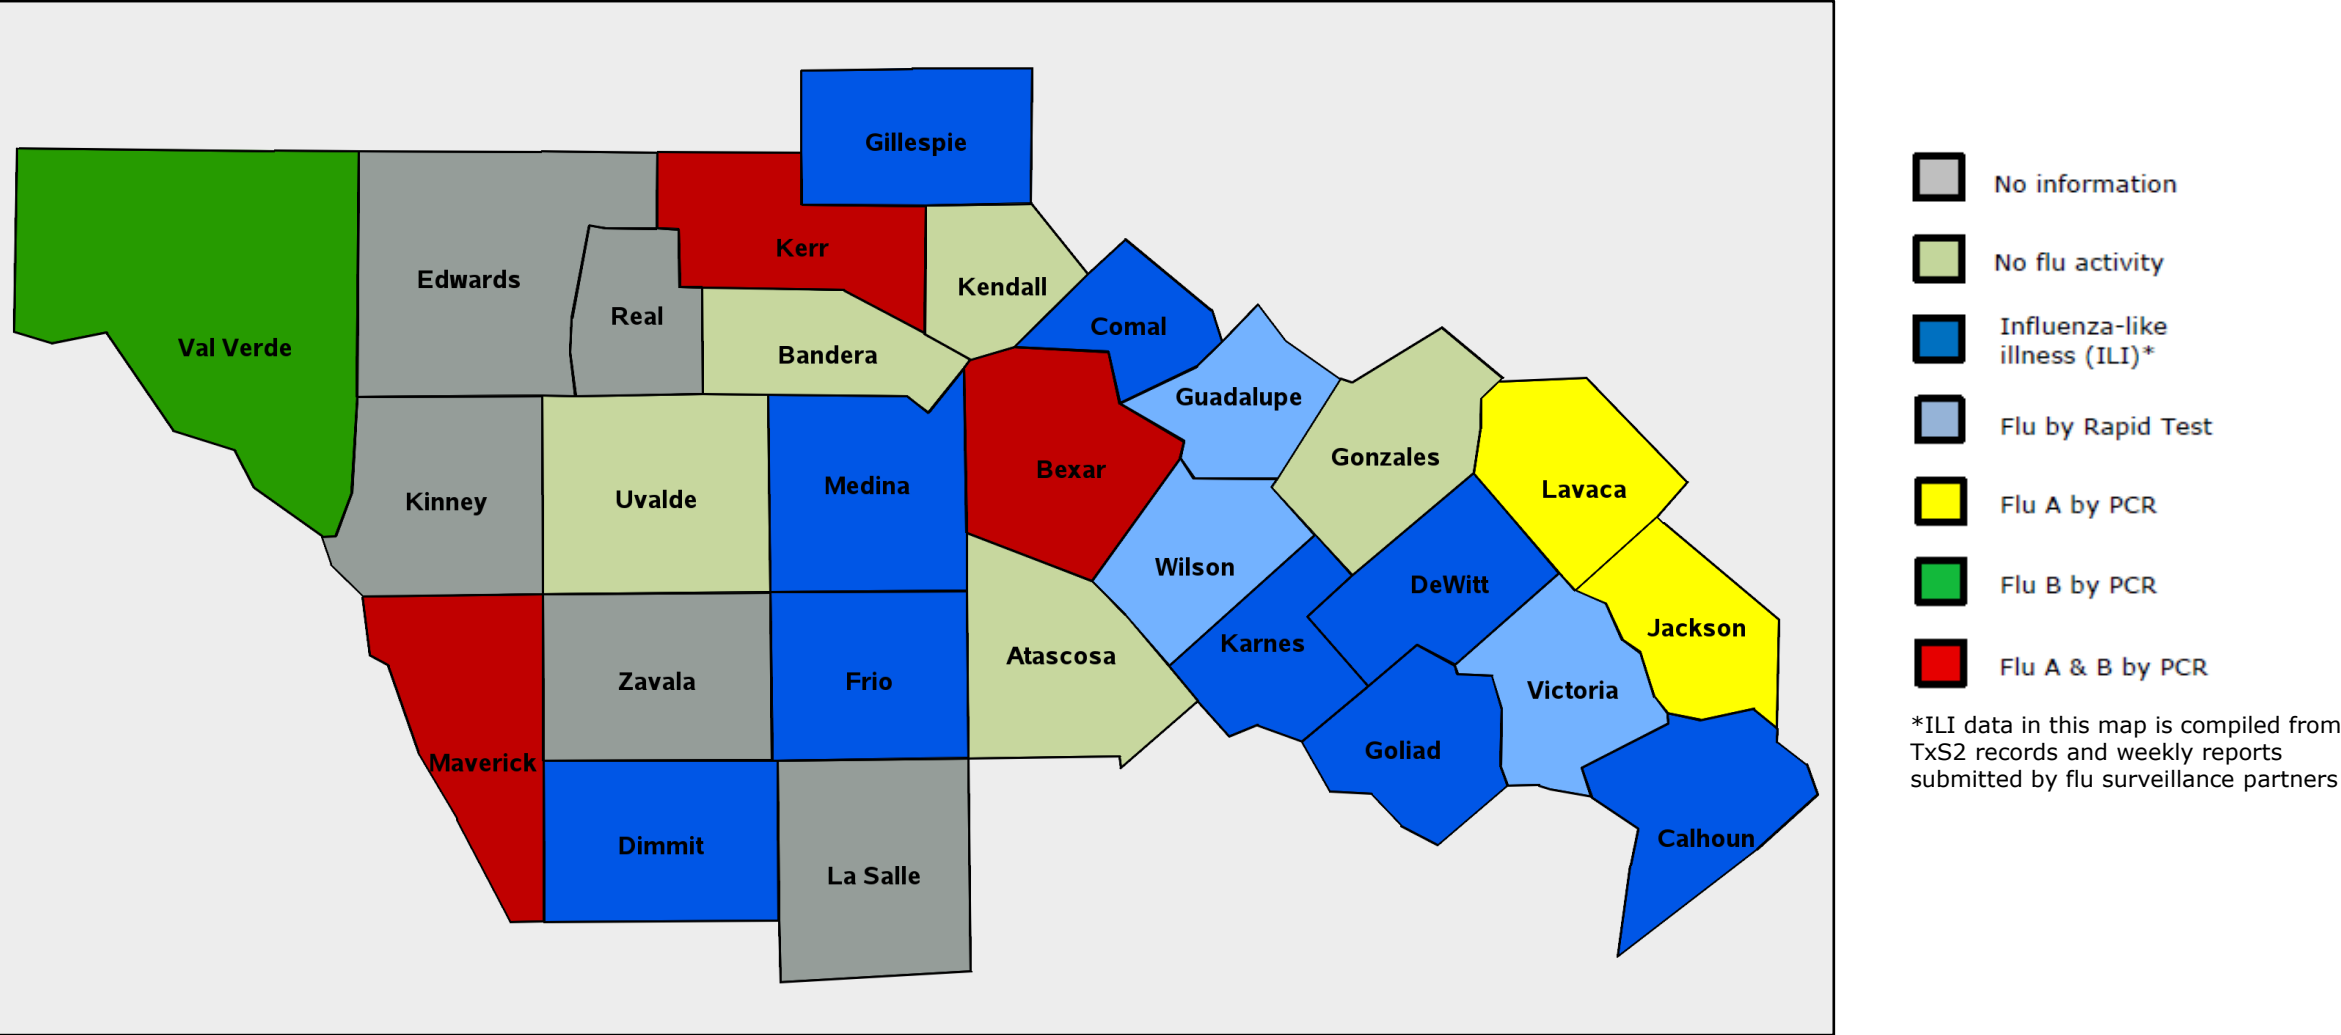 Gillespie
Kerr
Edwards
Kendall
Real
Comal
Val Verde
Bandera
Guadalupe
Gonzales
Bexar
Medina
Lavaca
Uvalde
Kinney
Wilson
DeWitt
Jackson
Karnes
Atascosa
Zavala
Frio
Victoria
Goliad
Maverick
Calhoun
Dimmit
La Salle
No information
No flu activity
Influenza-like
illness (ILI)*
Flu by Rapid Test
Flu A by PCR
Flu B by PCR
Flu A & B by PCR
*ILI data in this map is compiled from
TxS2 records and weekly reports
submitted by flu surveillance partners